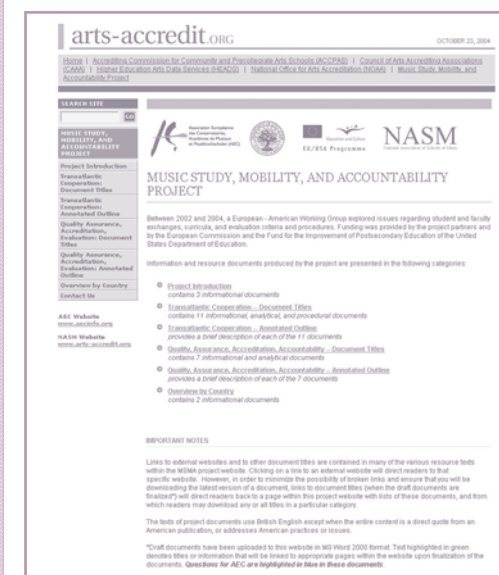 arts-accredit.ORG
OCTOBER 23, 2004
Home | Accrediting Commission for Community and Precollegiate Arts Schools (ACCPAS) | Council of Arts Accrediting Associations
(CAAA) | Higher Education Arts Data Services (HEADS) | National Office for Arts Accreditation (NOAA) | Music Study, Mobility, and
Accountability Project
SEARCH SITE
GO
MUSIC STUDY,
MOBILITY, AND
ACCOUNTABILITY
PROJECT
Project Introduction
Transatlantic
Cooperation:
Document Titles
Transatlantic
Cooperation:
Annotated Outline
Quality Assurance,
Accreditation,
Evaluation: Document
Titles
Quality Assurance,
Accreditation,
Evaluation: Annotated
Outline
Overview by Country
Contact Us
AEC Website
www.aecinfo.org
NASM Website
www.arts-accredit.org
Association Européenne
des Conservatoires,
Académies de Musique
et Musikhochschulen (AEC)
Education and Culture
EU/USA Programme
NASM
National Association of Schools of Music
MUSIC STUDY, MOBILITY, AND ACCOUNTABILITY
PROJECT
Between 2002 and 2004, a European - American Working Group explored issues regarding student and faculty
exchanges, curricula, and evaluation criteria and procedures. Funding was provided by the project partners and
by the European Commission and the Fund for the Improvement of Postsecondary Education of the United
States Department of Education.
Information and resource documents produced by the project are presented in the following categories:
Project Introduction
contains 3 informational documents
Transatlantic Cooperation – Document Titles
contains 11 informational, analytical, and procedural documents
Transatlantic Cooperation – Annotated Outline
provides a brief description of each of the 11 documents
Quality, Assurance, Accreditation, Accountability – Document Titles
contains 7 informational and analytical documents
Quality, Assurance, Accreditation, Accountability – Annotated Outline
provides a brief description of each of the 7 documents
Overview by Country
contains 2 informational documents
IMPORTANT NOTES
Links to external websites and to other document titles are contained in many of the various resource texts
within the MSMA project website. Clicking on a link to an external website will direct readers to that
specific website. However, in order to minimize the possibility of broken links and ensure that you will be
downloading the latest version of a document, links to document titles (when the draft documents are
finalized*) will direct readers back to a page within this project website with lists of these documents, and from
which readers may download any or all titles in a particular category.
The texts of project documents use British English except when the entire content is a direct quote from an
American publication, or addresses American practices or issues.
*Draft documents have been uploaded to this website in MS Word 2000 format. Text highlighted in green
denotes titles or information that will be linked to appropriate pages within the website upon finalization of the
documents. Questions for AEC are highlighted in blue in these documents.